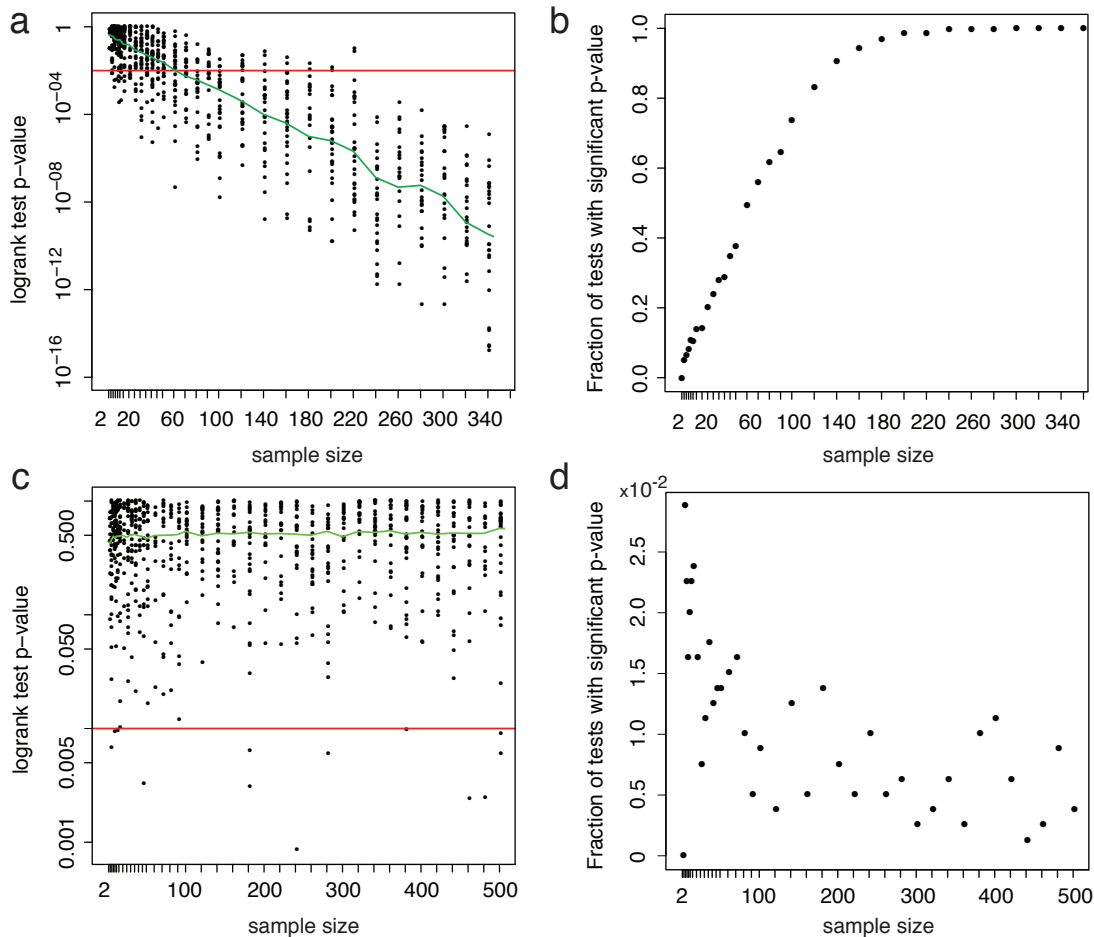 a
logrank test p−value
1
10−04
10−08
10−12
10−16
2 20 60 100 140 180 220 260 300 340
sample size
b
Fraction of tests with significant p-value
1.0
0.8
0.6
0.4
0.2
0.0
2 20 60 100 140 180 220 260 300 340
sample size
c
logrank test p−value
0.500
0.050
0.005
0.001
2 100 200 300 400 500
sample size
d
x10-2
Fraction of tests with significant p-value
2.5
2.0
1.5
1.0
0.5
0
2 100 200 300 400 500
sample size